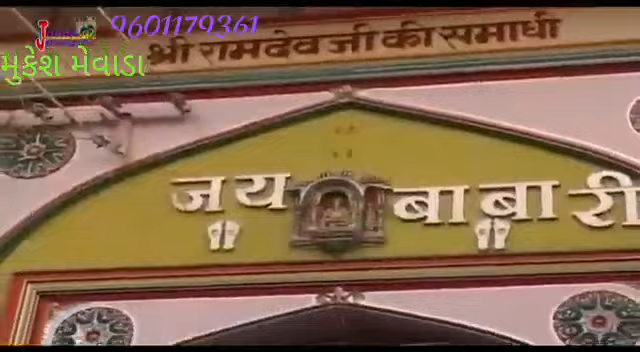 9601179361
श्री रामदेव जी की समाधी
મુકેશ મેવાડા
जय बाबा री